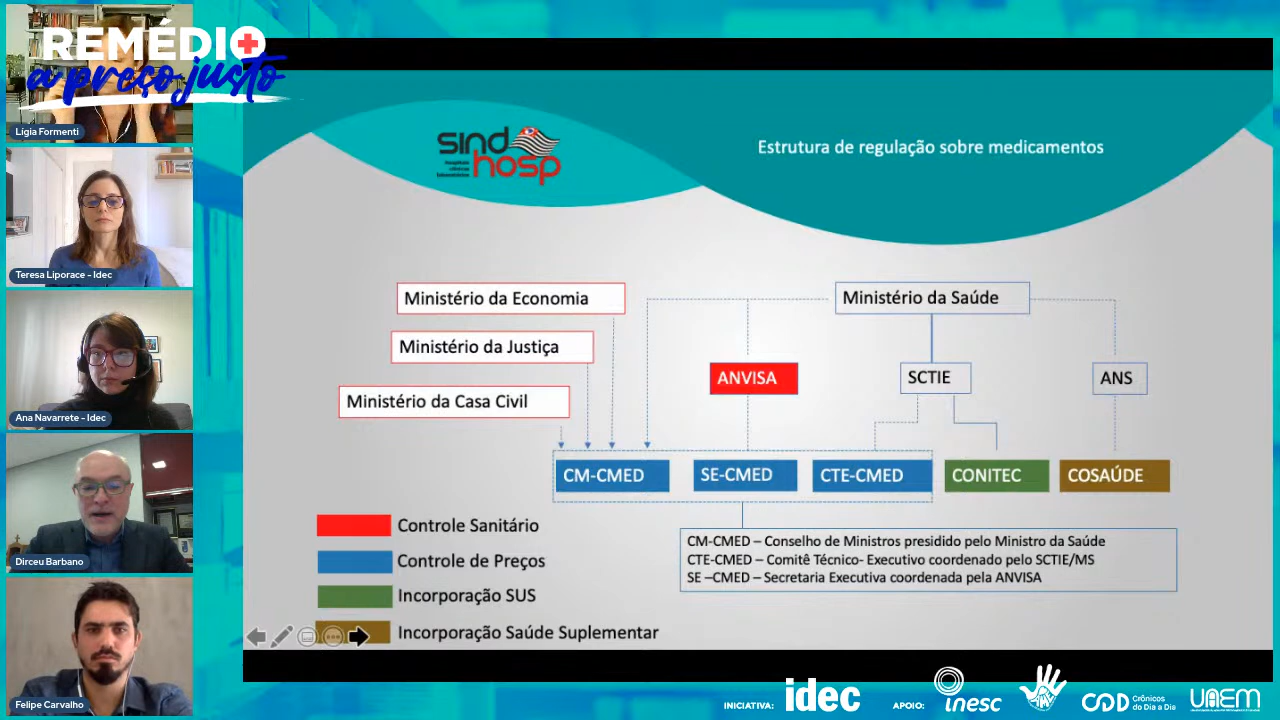 REMÉDIO
a preço justo
Lígia Formenti
Teresa Liporace - Idec
Ana Navarrete - Idec
Dirceu Barbano
Felipe Carvalho
sind
hosp
Estrutura de regulação sobre medicamentos
Ministério da Economia
Ministério da Saúde
Ministério da Justiça
ANVISA
SCTIE
ANS
Ministério da Casa Civil
CM-CMED
SE-CMED
CTE-CMED
CONITEC
COSAÚDE
Controle Sanitário
Controle de Preços
Incorporação SUS
Incorporação Saúde Suplementar
CM-CMED – Conselho de Ministros presidido pelo Ministro da Saúde
CTE-CMED – Comitê Técnico- Executivo coordenado pelo SCTIE/MS
SE –CMED – Secretaria Executiva coordenada pela ANVISA
INICIATIVA: idec
APOIO: inesc
Crônicos
do Dia a Dia
UAEM